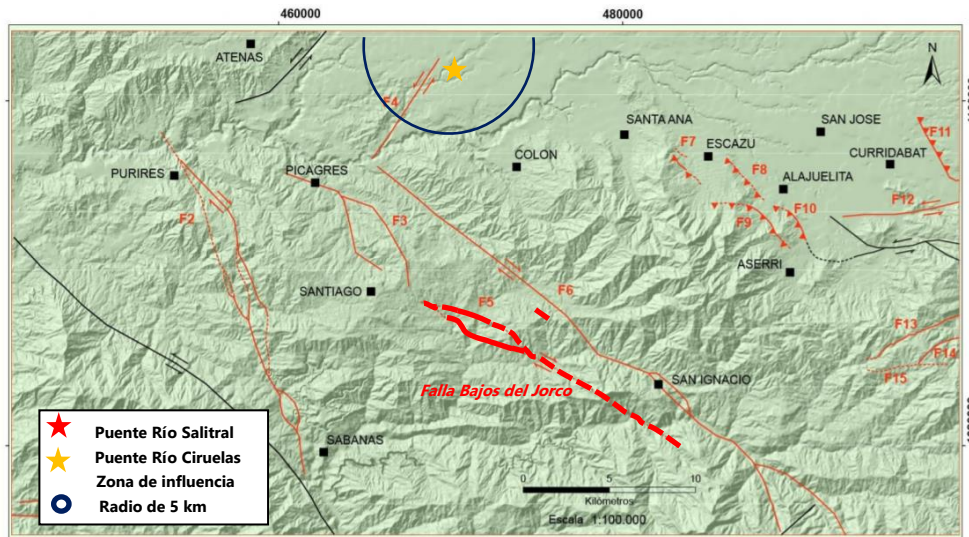 460000
480000
ATENAS
N
F4
SANTA ANA
SAN JOSE
F11
F7
ESCAZU
COLON
CURRIDABAT
PURIRES
PICAGRES
F8
ALAJUELITA
F12
F2
F3
F9
F10
ASERRI
SANTIAGO
F5
F6
F13
F14
F15
Falla Bajos del Jorco
SAN IGNACIO
Puente Río Salitral
Puente Río Ciruelas
Zona de influencia
Radio de 5 km
SABANAS
0
5
10
Kilómetros
Escala 1:100.000